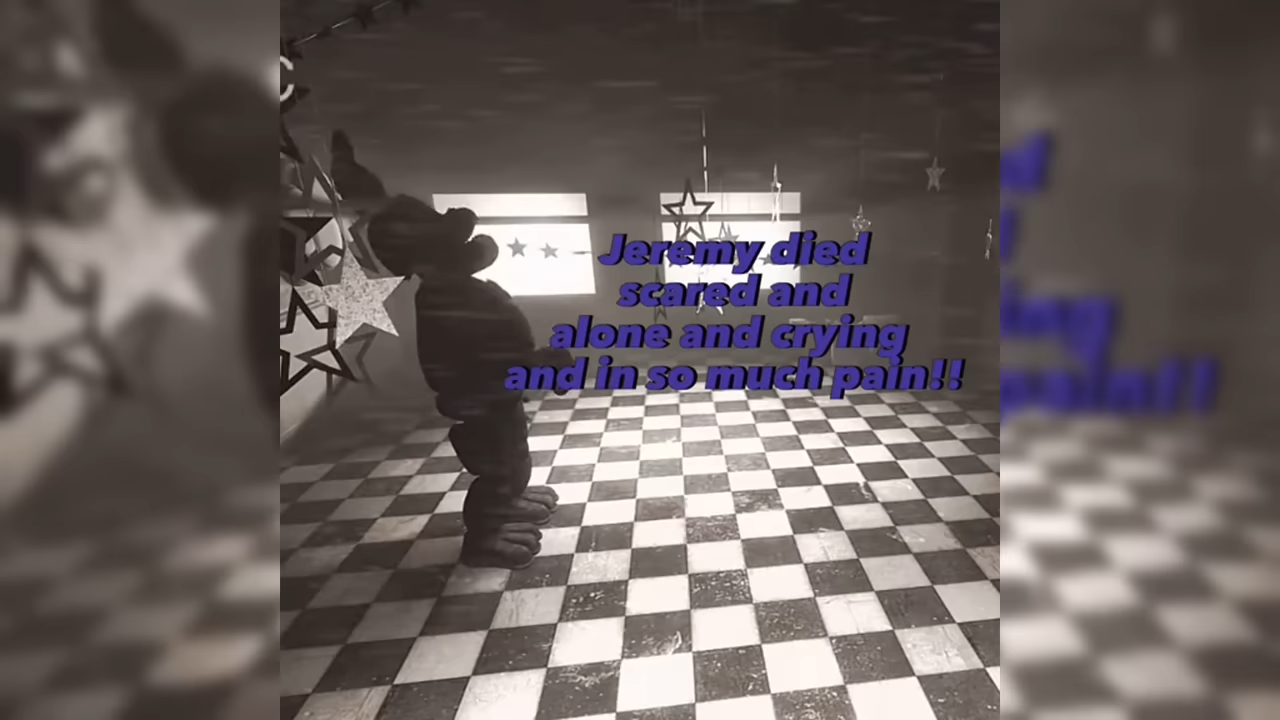 Jeremy died
scared and
alone and crying
and in so much pain!!